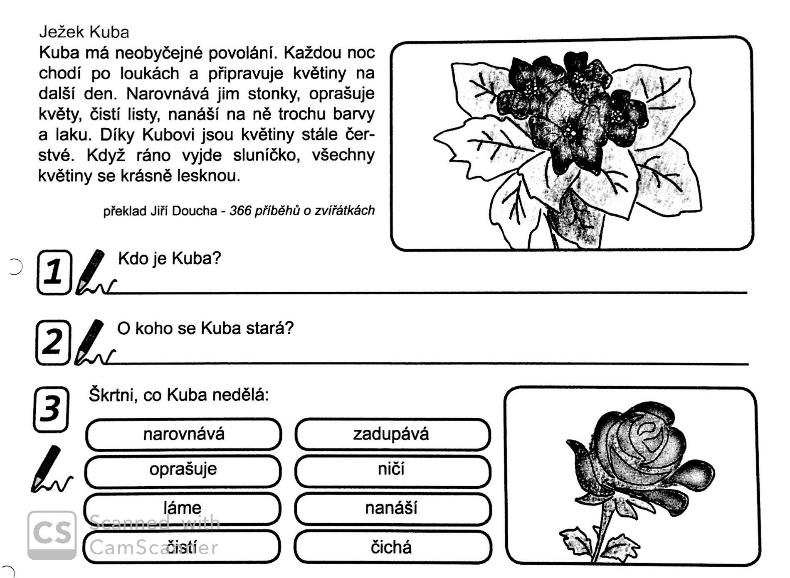 Ježek Kuba
Kuba má neobyčejné povolání. Každou noc
chodí po loukách a připravuje květiny na
další den. Narovnává jim stonky, oprašuje
květy, čistí listy, nanáší na ně trochu barvy
a laku. Díky Kubovi jsou květiny stále čer-
stvé. Když ráno vyjde sluníčko, všechny
květiny se krásně lesknou.
překlad Jiří Doucha - 366 příběhů o zvířátkách
1 Kdo je Kuba?
2 O koho se Kuba stará?
3 Škrtni, co Kuba nedělá:
narovnává zadupává
oprašuje ničí
láme nanáší
čistí čichá
CS Scanned with
CamScanner